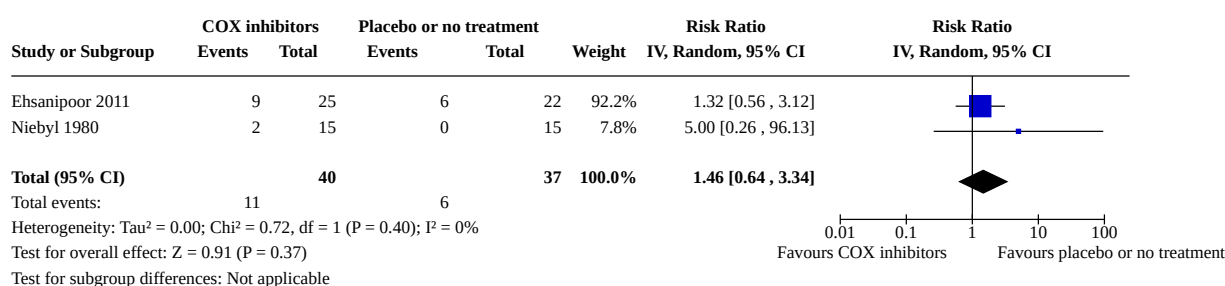 COX inhibitors Placebo or no treatment Risk Ratio Risk Ratio
Study or Subgroup Events Total Events Total Weight IV, Random, 95% CI IV, Random, 95% CI
Ehsanipoor 2011 9 25 6 22 92.2% 1.32 [0.56 , 3.12]
Niebyl 1980 2 15 0 15 7.8% 5.00 [0.26 , 96.13]
Total (95% CI) 40 37 100.0% 1.46 [0.64 , 3.34]
Total events: 11 6
Heterogeneity: Tau² = 0.00; Chi² = 0.72, df = 1 (P = 0.40); I² = 0%
0.01 0.1 1 10 100
Test for overall effect: Z = 0.91 (P = 0.37)
Favours COX inhibitors Favours placebo or no treatment
Test for subgroup differences: Not applicable